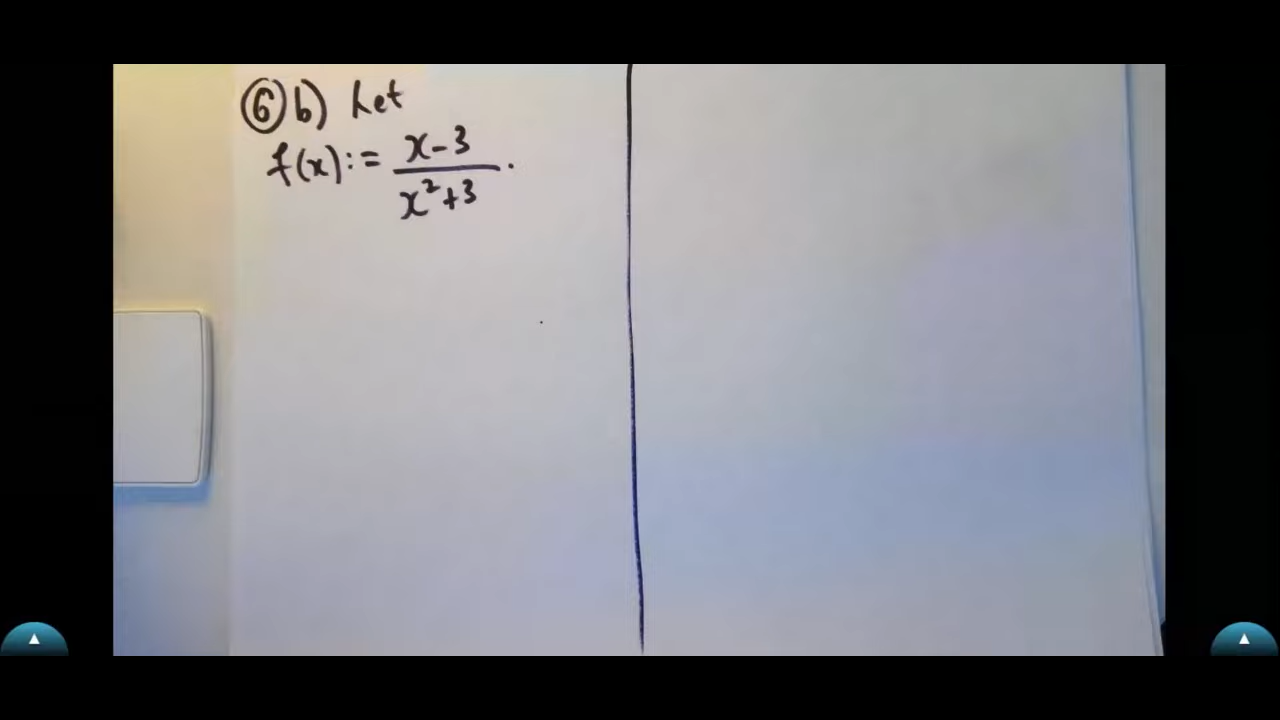 ⑥ b) Let
f(x) := x-3 / x²+3 .